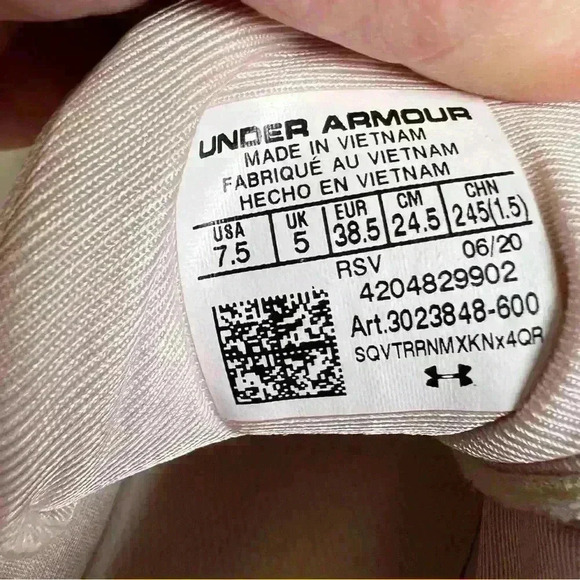 UNDER ARMOUR
MADE IN VIETNAM
FABRIQUÉ AU VIETNAM
HECHO EN VIETNAM
USA UK EUR CM CHN
7.5 5 38.5 24.5 245(1.5)
RSV 06/20
4204829902
Art.3023848-600
SQVTRRNMXKNx4QR